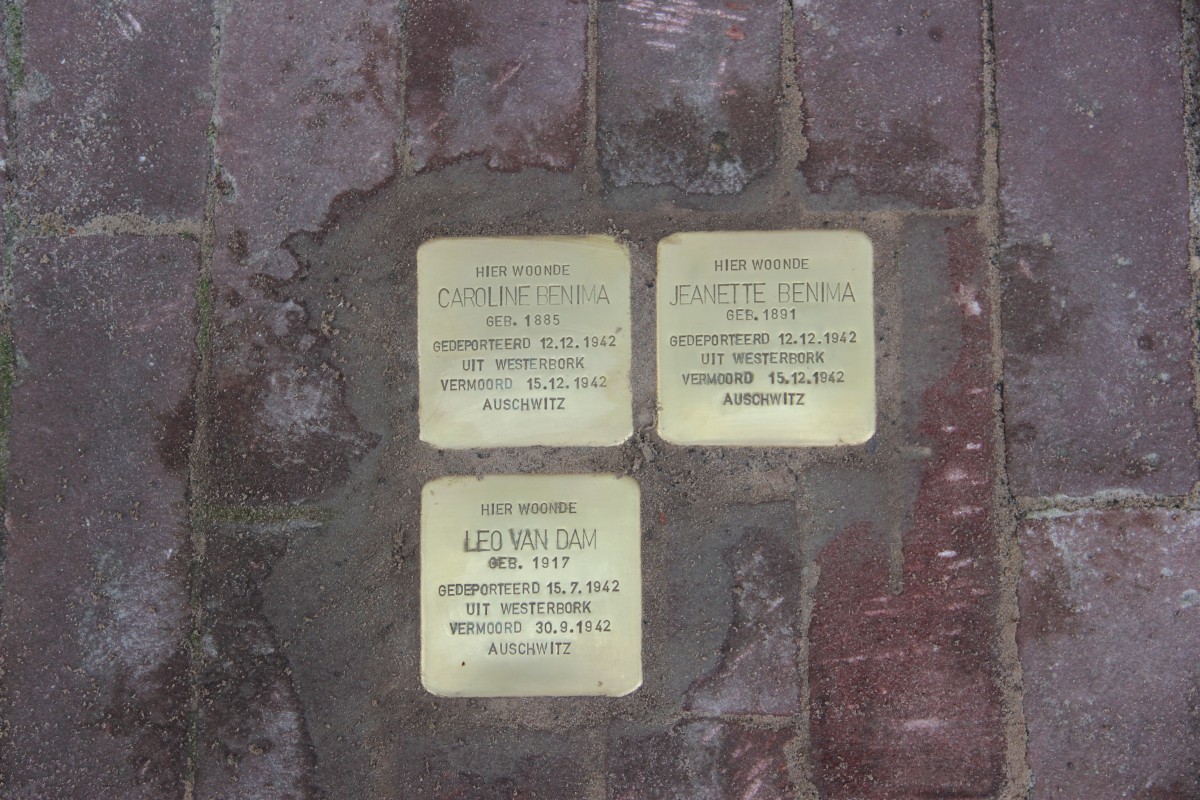 HIER WOONDE
CAROLINE BENIMA
GEB. 1885
GEDEPORTEERD 12.12.1942
UIT WESTERBORK
VERMOORD 15.12.1942
AUSCHWITZ
HIER WOONDE
JEANETTE BENIMA
GEB. 1891
GEDEPORTEERD 12.12.1942
UIT WESTERBORK
VERMOORD 15.12.1942
AUSCHWITZ
HIER WOONDE
LEO VAN DAM
GEB. 1917
GEDEPORTEERD 15.7.1942
UIT WESTERBORK
VERMOORD 30.9.1942
AUSCHWITZ